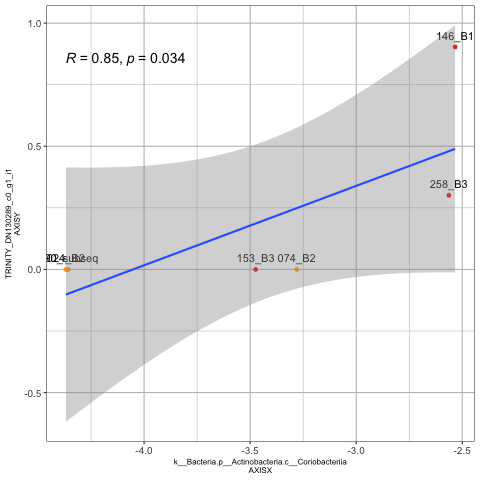 1.0
0.5
0.0
-0.5
R = 0.85, p = 0.034
146_B1
258_B3
153_B3
074_B2
-4.0
-3.5
-3.0
-2.5
TRINITY_DN130289_c0_g1_i1
AXISY
k__Bacteria.p__Actinobacteria.c__Coriobacteriia
AXISX